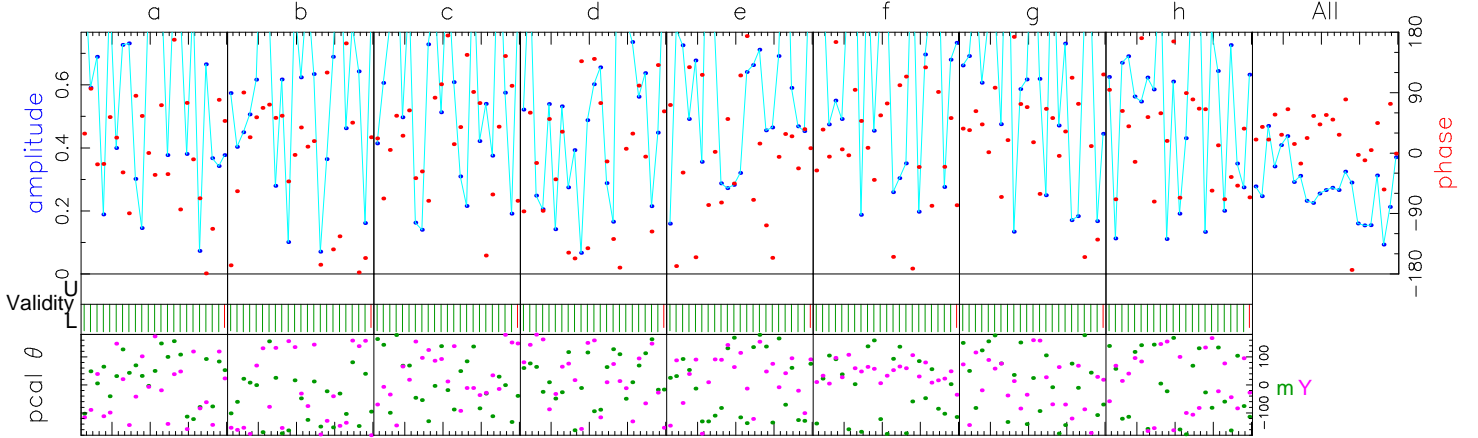 a b c d e f g h All
amplitude
0 0.2 0.4 0.6
180 90 0 −90 −180
phase
Validity
U
L
pcal θ
100 0 −100
m Y